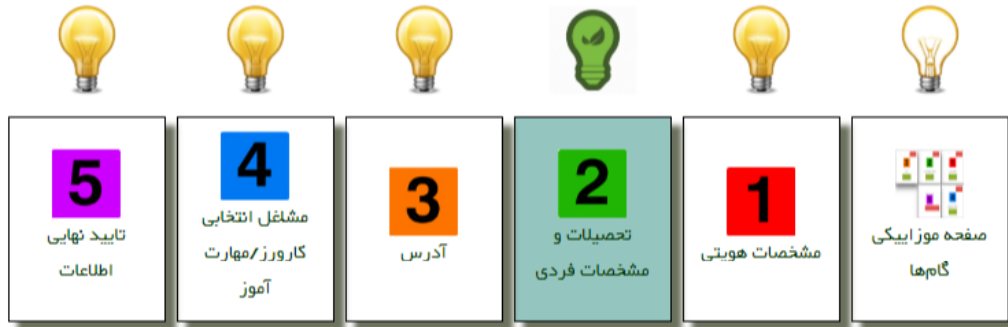 صفحه موزاییکی
گام‌ها
1
مشخصات هویتی
2
تحصیلات و
مشخصات فردی
3
آدرس
4
مشاغل انتخابی
کارورز/مهارت
آموز
5
تایید نهایی
اطلاعات